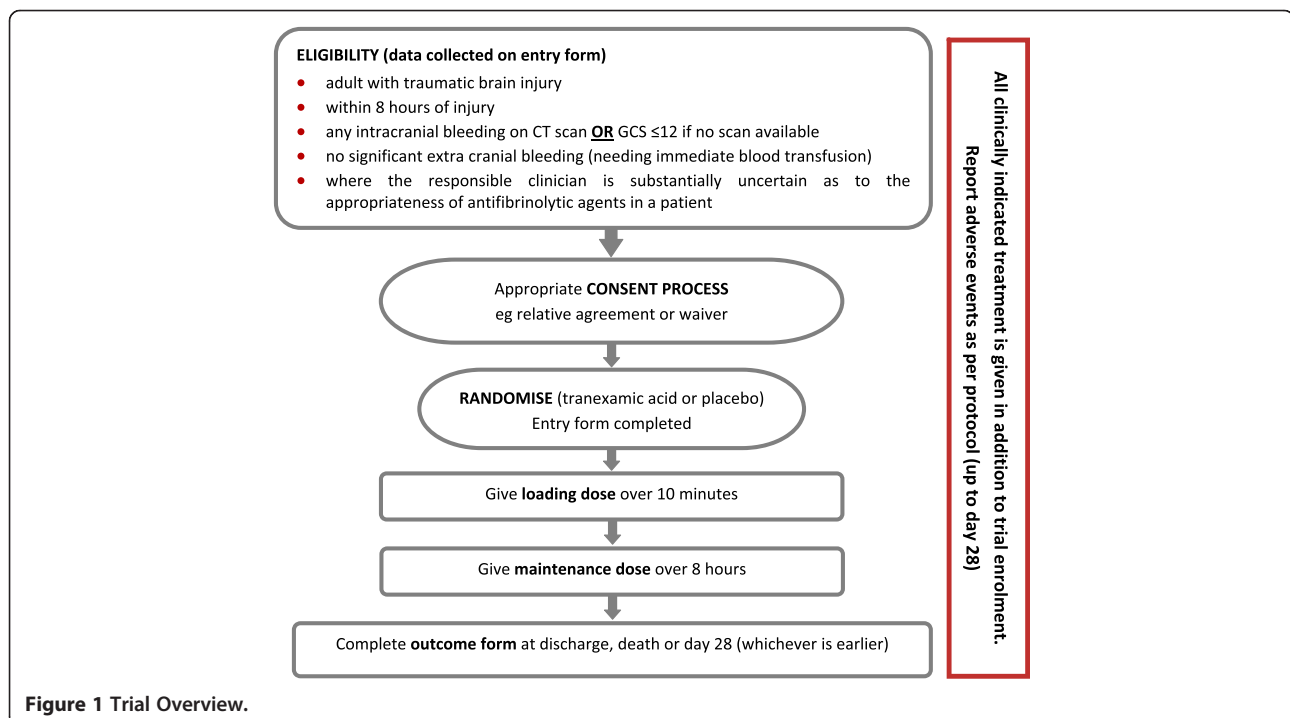 ELIGIBILITY (data collected on entry form)
• adult with traumatic brain injury
• within 8 hours of injury
• any intracranial bleeding on CT scan OR GCS ≤12 if no scan available
• no significant extra cranial bleeding (needing immediate blood transfusion)
• where the responsible clinician is substantially uncertain as to the
appropriateness of antifibrinolytic agents in a patient
Appropriate CONSENT PROCESS
eg relative agreement or waiver
RANDOMISE (tranexamic acid or placebo)
Entry form completed
Give loading dose over 10 minutes
Give maintenance dose over 8 hours
Complete outcome form at discharge, death or day 28 (whichever is earlier)
All clinically indicated treatment is given in addition to trial enrolment.
Report adverse events as per protocol (up to day 28)
Figure 1 Trial Overview.